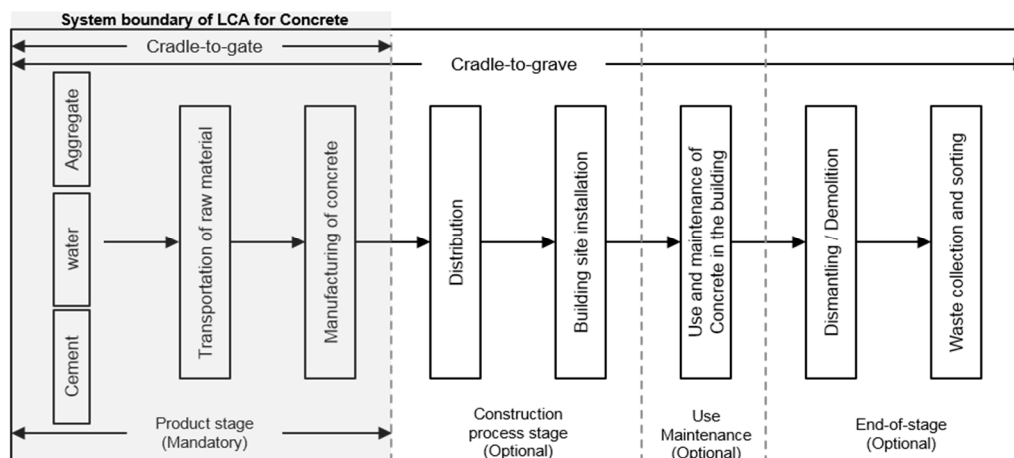 System boundary of LCA for Concrete
Cradle-to-gate
Cradle-to-grave
Aggregate
water
Cement
Transportation of raw material
Manufacturing of concrete
Distribution
Building site installation
Use and maintenance of
Concrete in the building
Dismantling / Demolition
Waste collection and sorting
Product stage
(Mandatory)
Construction
process stage
(Optional)
Use
Maintenance
(Optional)
End-of-stage
(Optional)